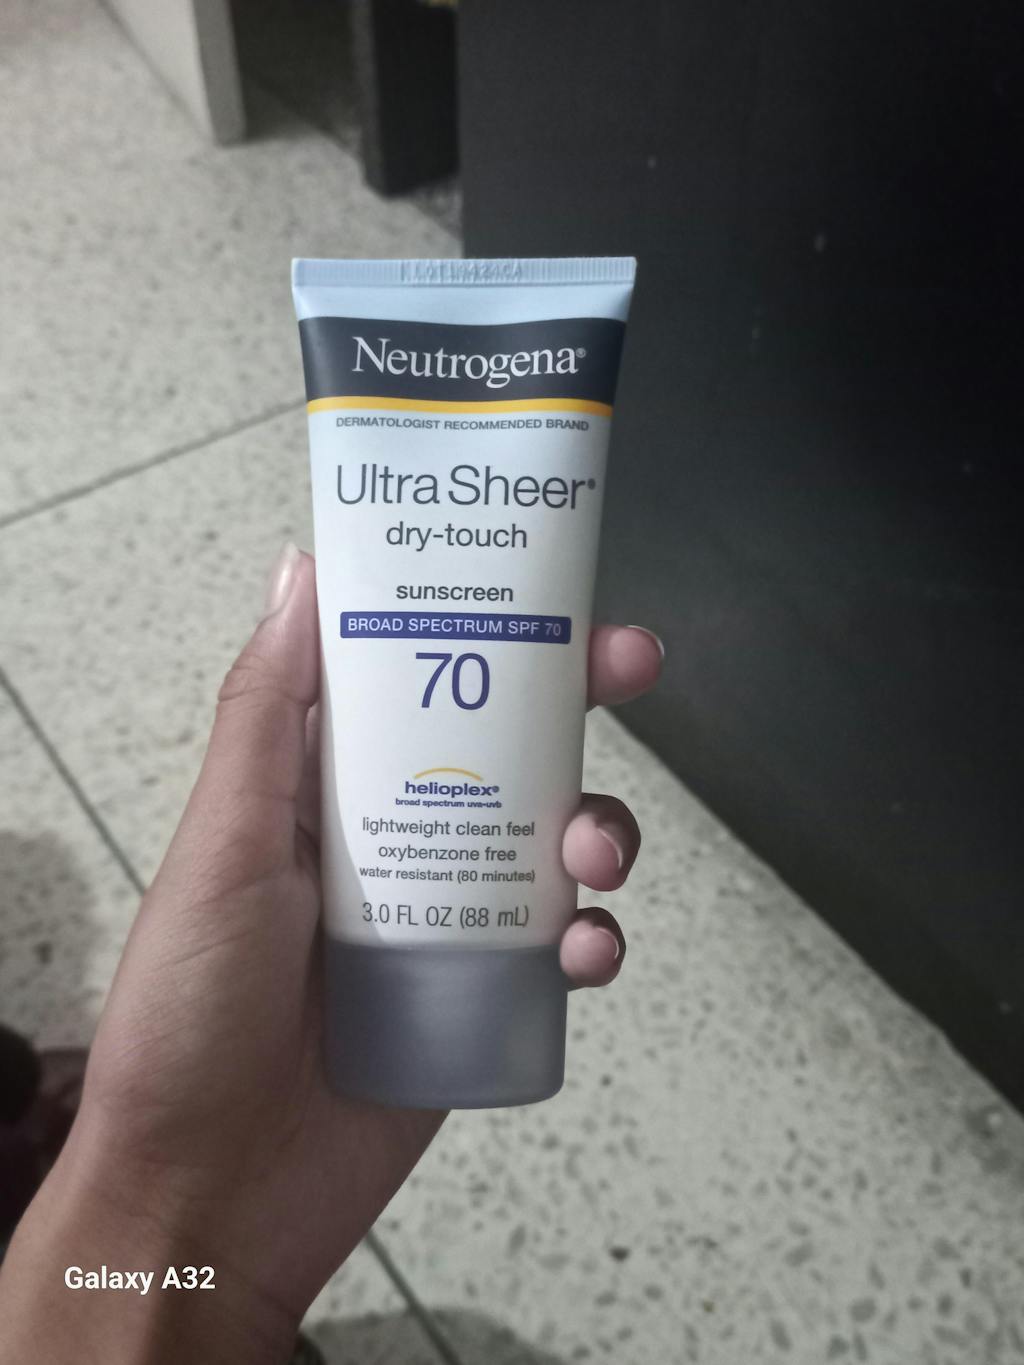 Neutrogena®
DERMATOLOGIST RECOMMENDED BRAND
Ultra Sheer®
dry-touch
sunscreen
BROAD SPECTRUM SPF 70
70
helioplex®
broad spectrum uva-uvb
lightweight clean feel
oxybenzone free
water resistant (80 minutes)
3.0 FL OZ (88 mL)
Galaxy A32